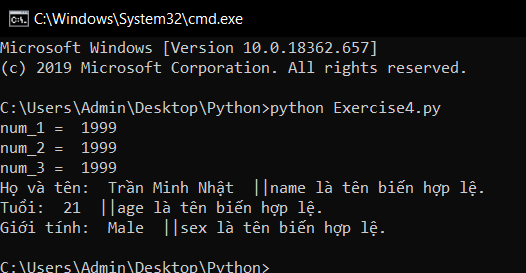 C:\Windows\System32\cmd.exe
Microsoft Windows [Version 10.0.18362.657]
(c) 2019 Microsoft Corporation. All rights reserved.
C:\Users\Admin\Desktop\Python>python Exercise4.py
num_1 =  1999
num_2 =  1999
num_3 =  1999
Họ và tên:  Trần Minh Nhật  ||name là tên biến hợp lệ.
Tuổi:  21  ||age là tên biến hợp lệ.
Giới tính:  Male  ||sex là tên biến hợp lệ.
C:\Users\Admin\Desktop\Python>